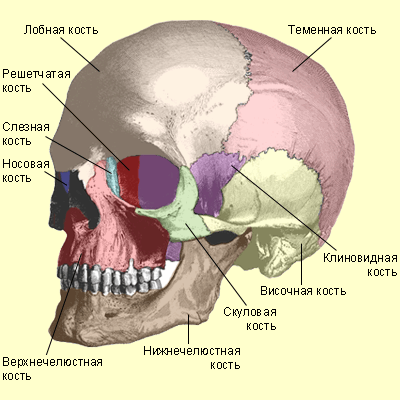 Лобная кость
Теменная кость
Решетчатая
кость
Слезная
кость
Носовая
кость
Клиновидная
кость
Височная кость
Скуловая
кость
Нижнечелюстная
кость
Верхнечелюстная
кость